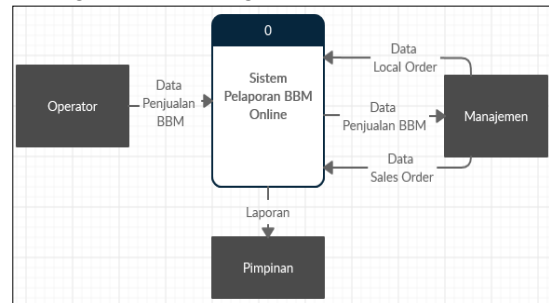 0
Sistem
Pelaporan BBM
Online
Operator
Data
Penjualan
BBM
Data
Local Order
Data
Penjualan BBM
Manajemen
Data
Sales Order
Laporan
Pimpinan